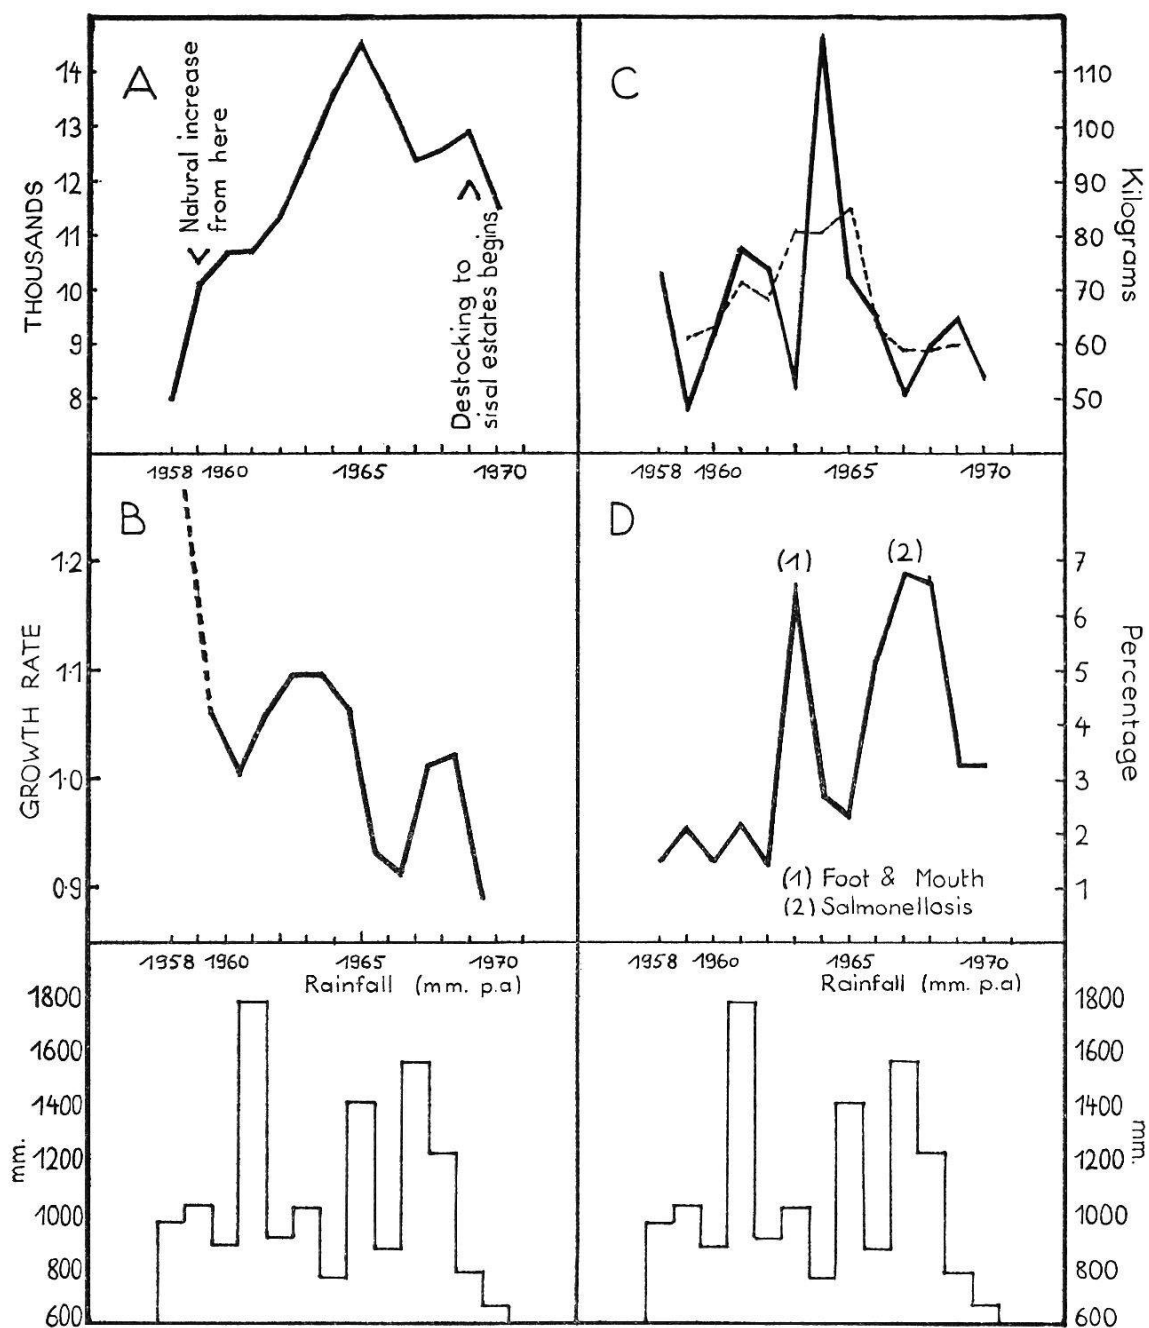 A
THOUSANDS
14
13
12
11
10
9
8
Natural increase
from here
Destocking to
sisal estates begins
1958 1960 1965 1970
C
110
100
90
80
70
60
50
Kilograms
1958 1960 1965 1970
B
GROWTH RATE
1·2
1·1
1·0
0·9
1958 1960 1965 1970
D
(1)
(2)
7
6
5
4
3
2
1
Percentage
(1) Foot & Mouth
(2) Salmonellosis
1958 1960 1965 1970
Rainfall (mm. p.a)
1800
1600
1400
1200
1000
800
600
mm.
Rainfall (mm. p.a)
1800
1600
1400
1200
1000
800
600
mm.